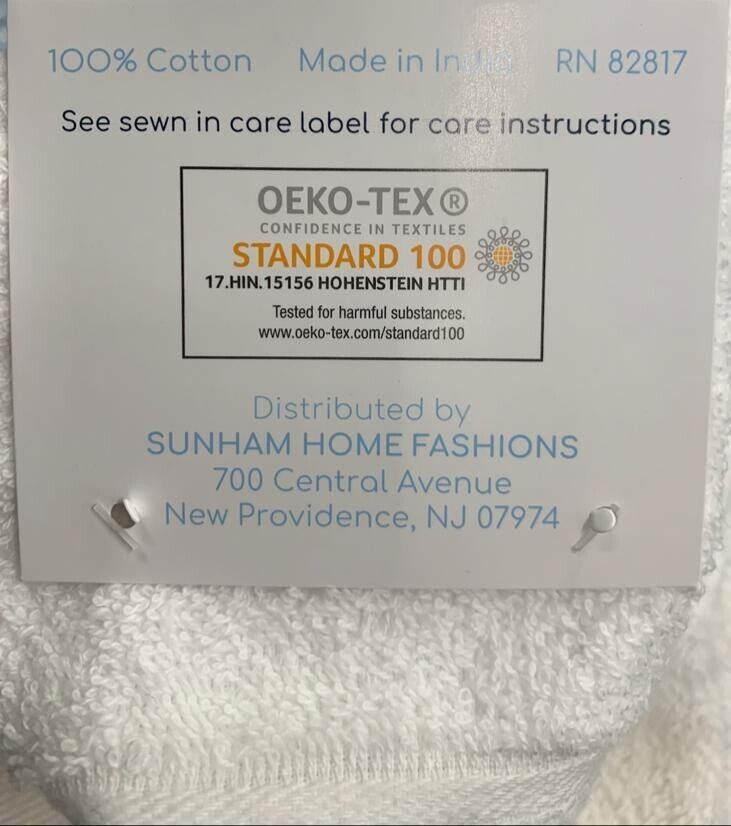 100% Cotton Made in India RN 82817
See sewn in care label for care instructions
OEKO-TEX®
CONFIDENCE IN TEXTILES
STANDARD 100
17.HIN.15156 HOHENSTEIN HTTI
Tested for harmful substances.
www.oeko-tex.com/standard100
Distributed by
SUNHAM HOME FASHIONS
700 Central Avenue
New Providence, NJ 07974